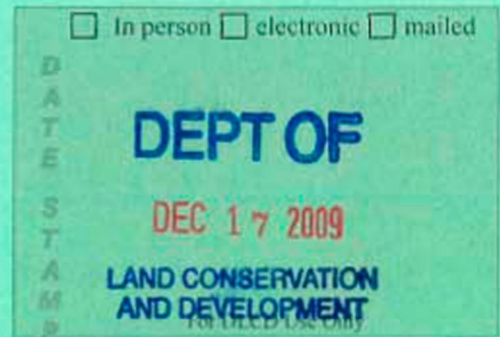 ☐ In person ☐ electronic ☐ mailed
DATE STAMP
DEPT OF
DEC 17 2009
LAND CONSERVATION
AND DEVELOPMENT
For DLCD Use Only